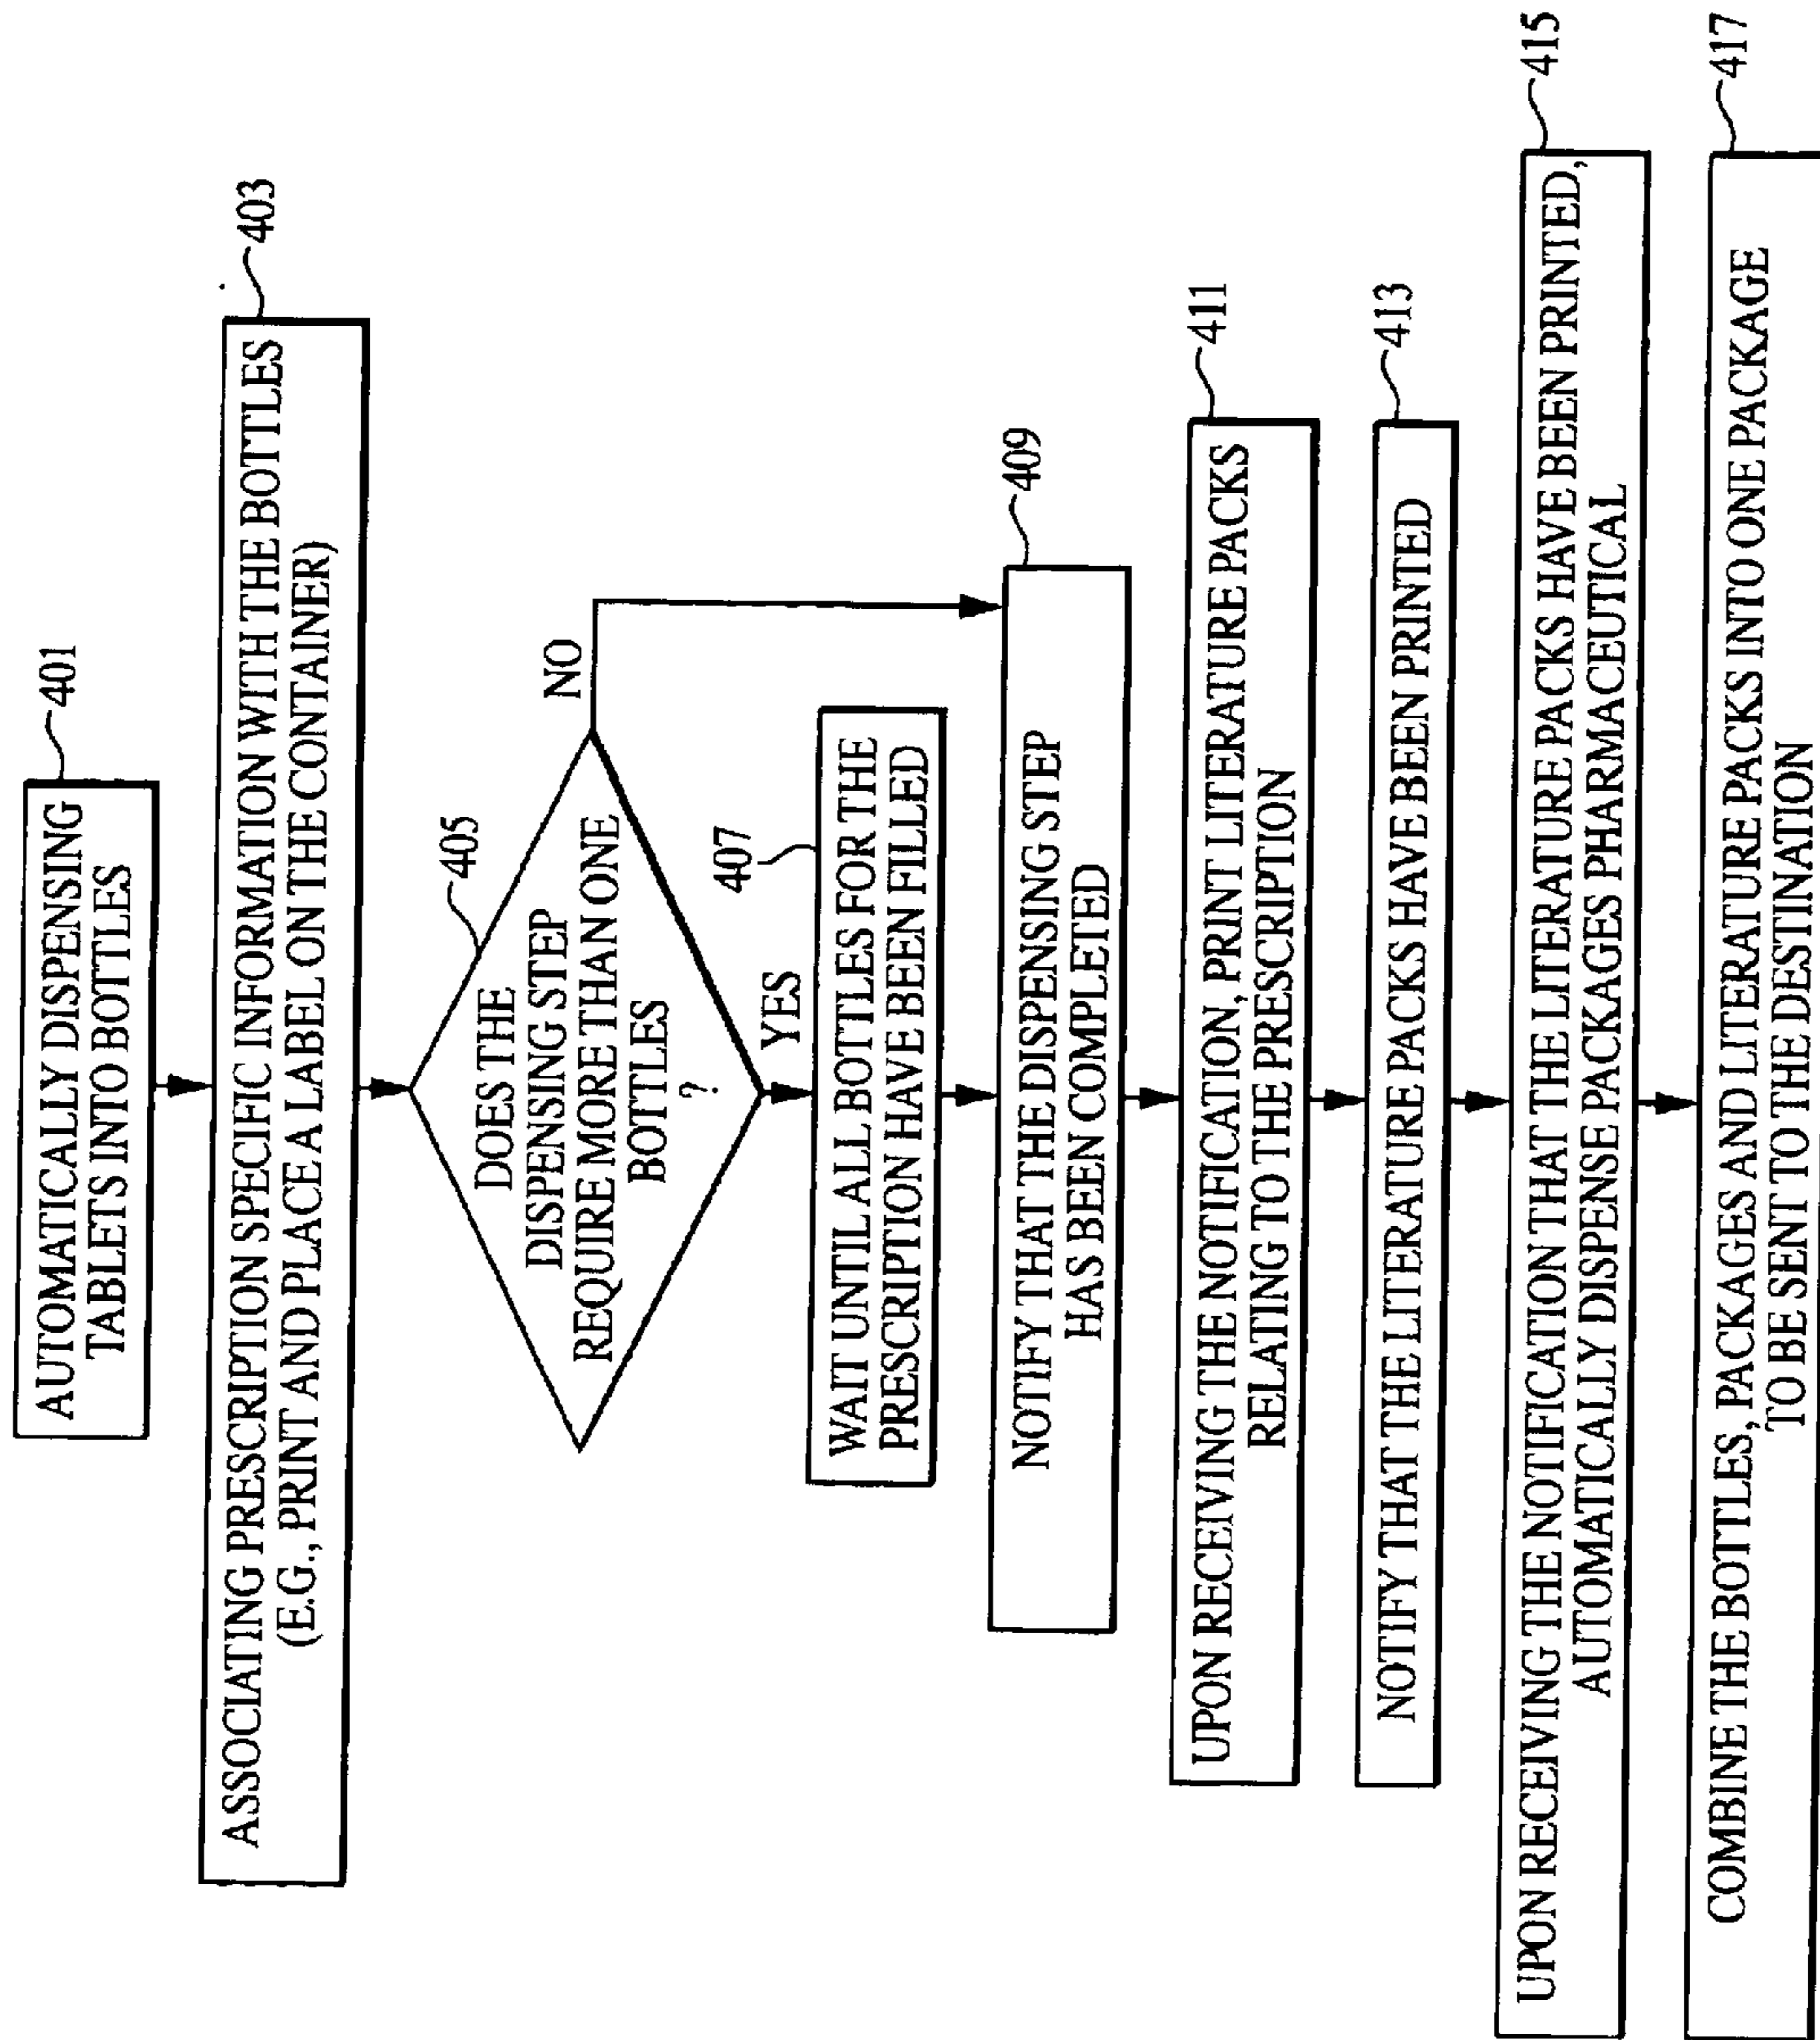 AUTOMATICALLY DISPENSING
TABLETS INTO BOTTLES
401
ASSOCIATING PRESCRIPTION SPECIFIC INFORMATION WITH THE BOTTLES
(E.G., PRINT AND PLACE A LABEL ON THE CONTAINER)
403
DOES THE
DISPENSING STEP
REQUIRE MORE THAN ONE
BOTTLES
?
405
NO
YES
407
WAIT UNTIL ALL BOTTLES FOR THE
PRESCRIPTION HAVE BEEN FILLED
NOTIFY THAT THE DISPENSING STEP
HAS BEEN COMPLETED
409
UPON RECEIVING THE NOTIFICATION, PRINT LITERATURE PACKS
RELATING TO THE PRESCRIPTION
411
NOTIFY THAT THE LITERATURE PACKS HAVE BEEN PRINTED
413
UPON RECEIVING THE NOTIFICATION THAT THE LITERATURE PACKS HAVE BEEN PRINTED,
AUTOMATICALLY DISPENSE PACKAGES PHARMACEUTICAL
415
COMBINE THE BOTTLES, PACKAGES AND LITERATURE PACKS INTO ONE PACKAGE
TO BE SENT TO THE DESTINATION
417